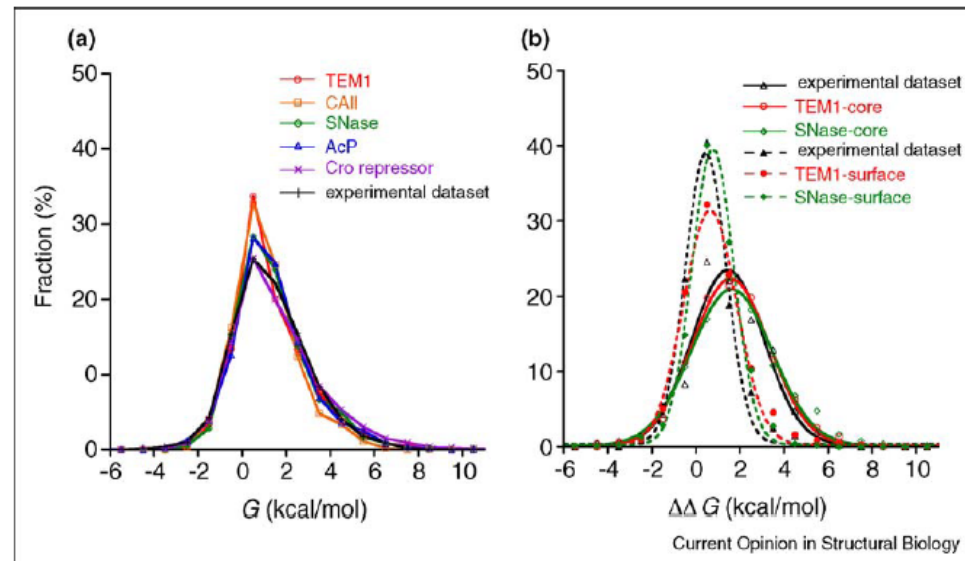 (a)
50
40
30
20
0
0
Fraction (%)
TEM1
CAII
SNase
AcP
Cro repressor
experimental dataset
-6 -4 -2 0 2 4 6 8 10
G (kcal/mol)
(b)
50
40
30
20
10
0
experimental dataset
TEM1-core
SNase-core
experimental dataset
TEM1-surface
SNase-surface
-6 -4 -2 0 2 4 6 8 10
ΔΔ G (kcal/mol)
Current Opinion in Structural Biology